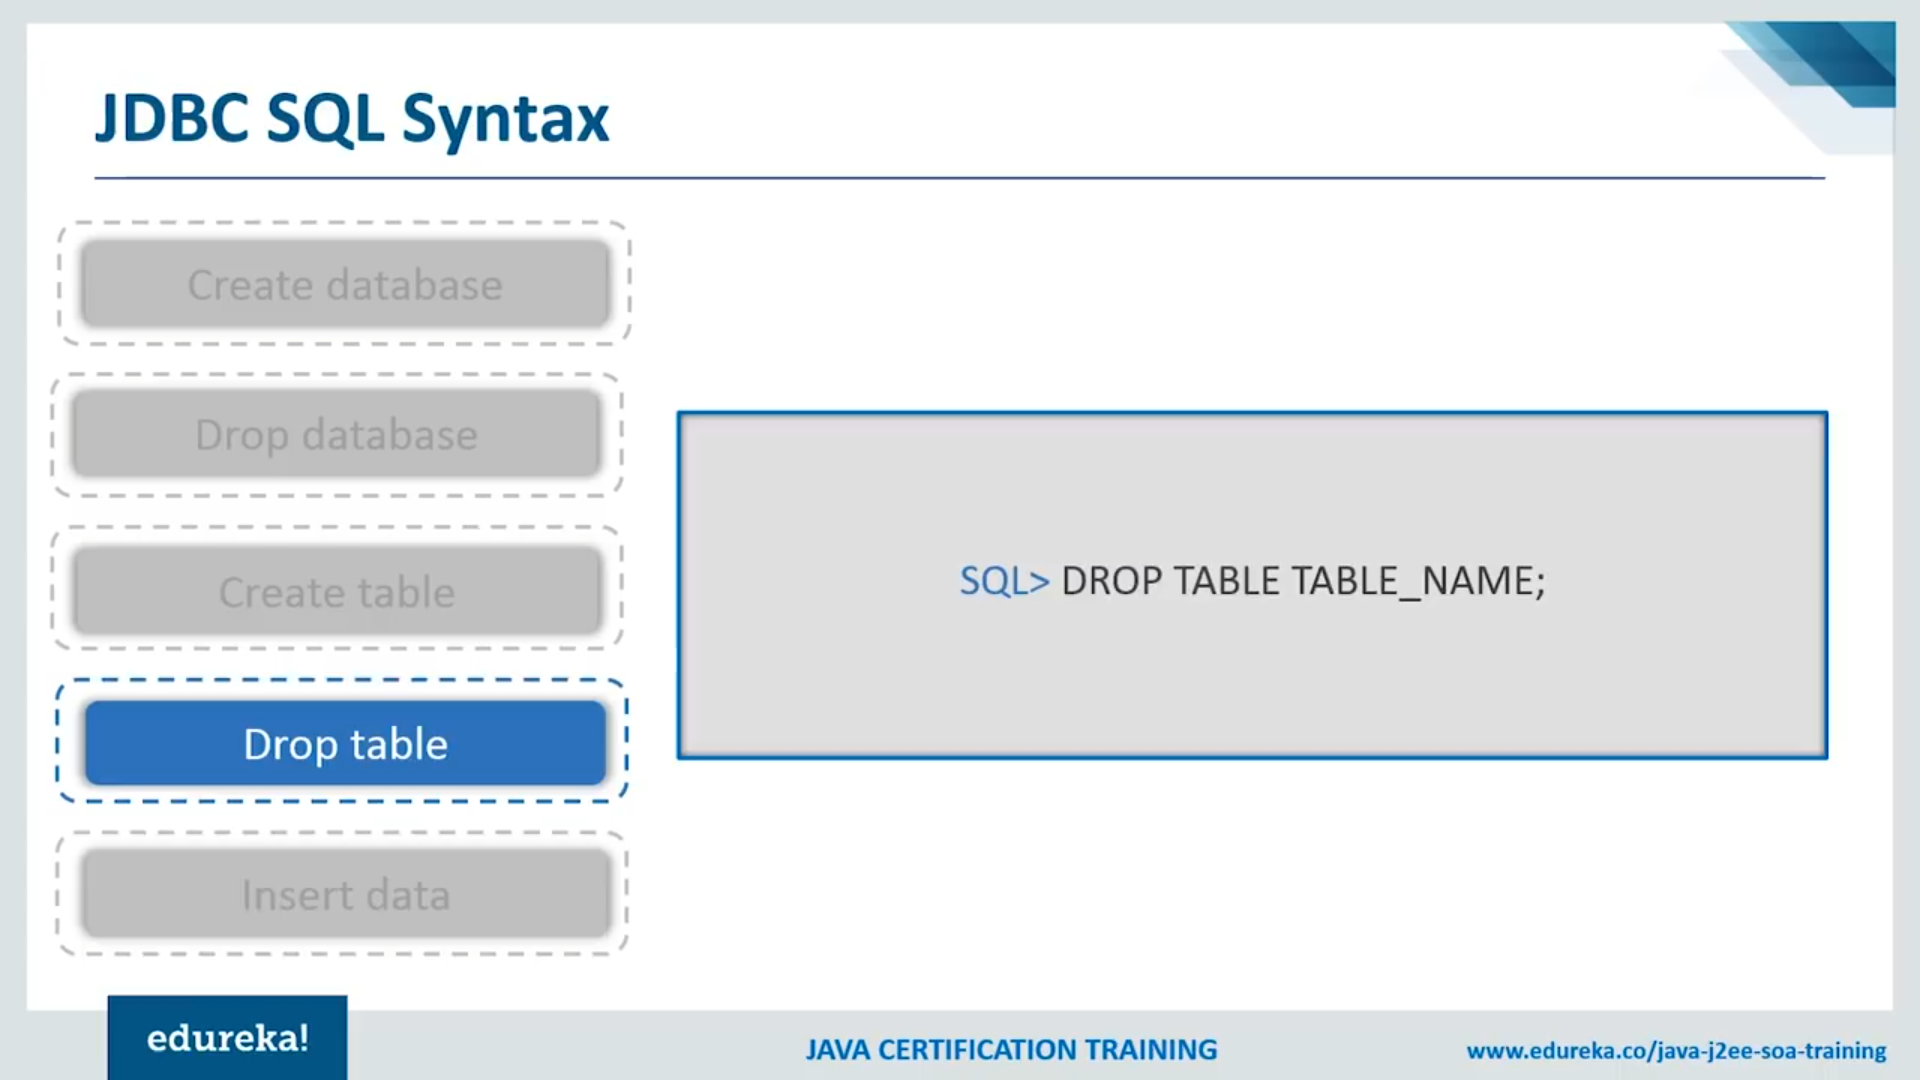 JDBC SQL Syntax
Create database
Drop database
Create table
Drop table
Insert data
SQL> DROP TABLE TABLE_NAME;
edureka!
JAVA CERTIFICATION TRAINING
www.edureka.co/java-j2ee-soa-training